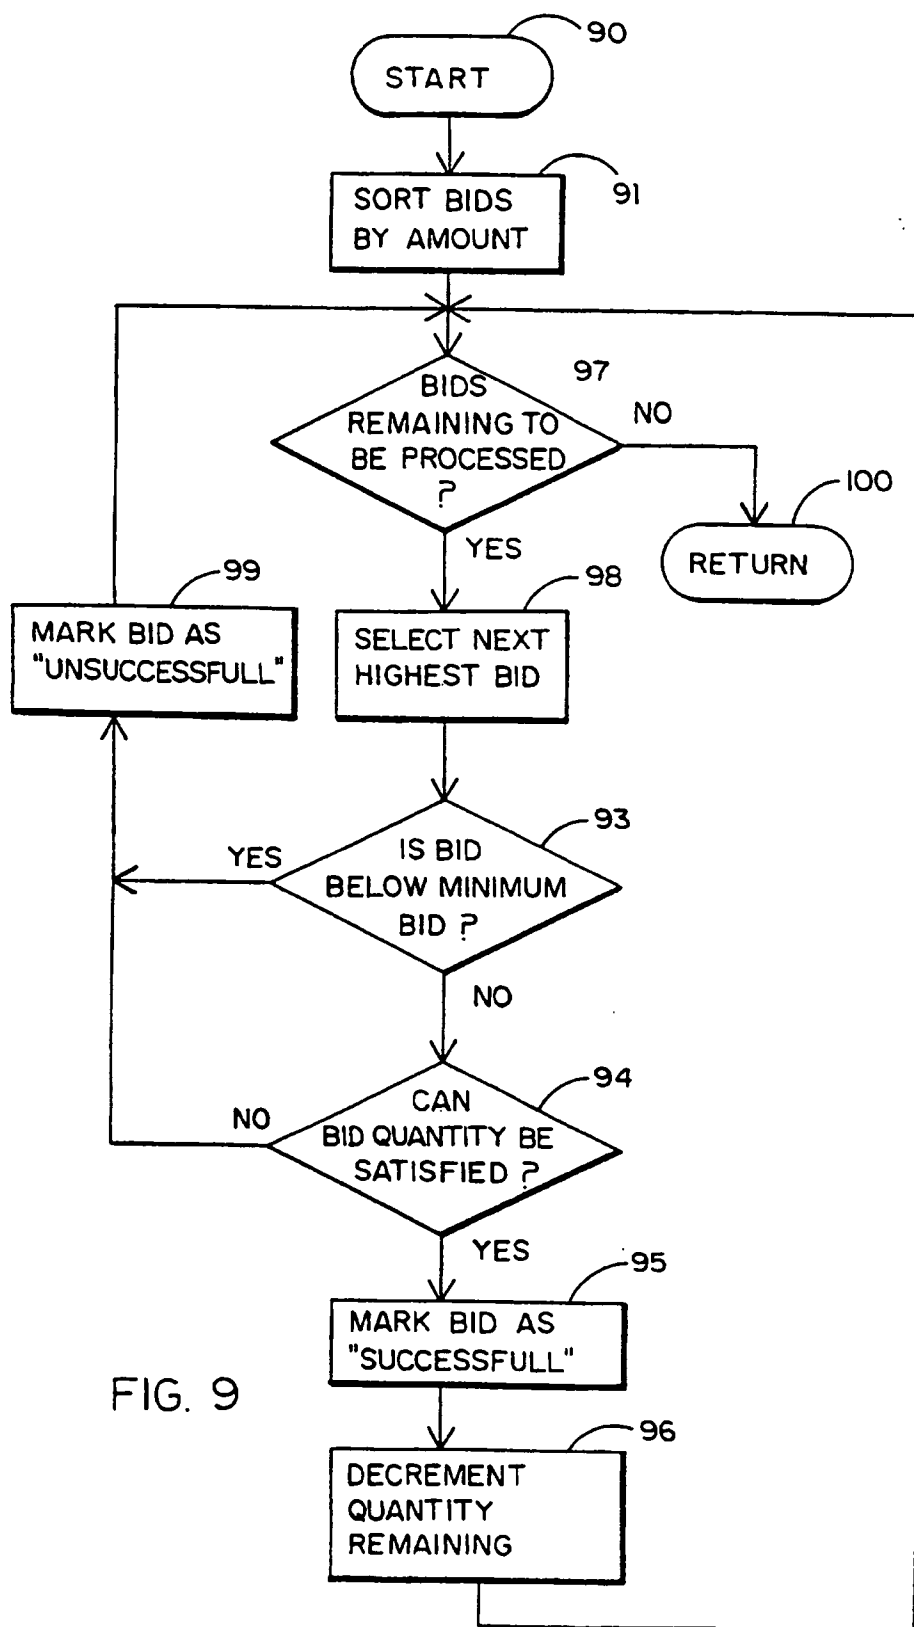 90
START
91
SORT BIDS
BY AMOUNT
97
BIDS
REMAINING TO
BE PROCESSED
?
NO
100
RETURN
YES
99
MARK BID AS
"UNSUCCESSFULL"
98
SELECT NEXT
HIGHEST BID
93
YES
IS BID
BELOW MINIMUM
BID ?
NO
94
NO
CAN
BID QUANTITY BE
SATISFIED ?
YES
95
MARK BID AS
"SUCCESSFULL"
FIG. 9
96
DECREMENT
QUANTITY
REMAINING